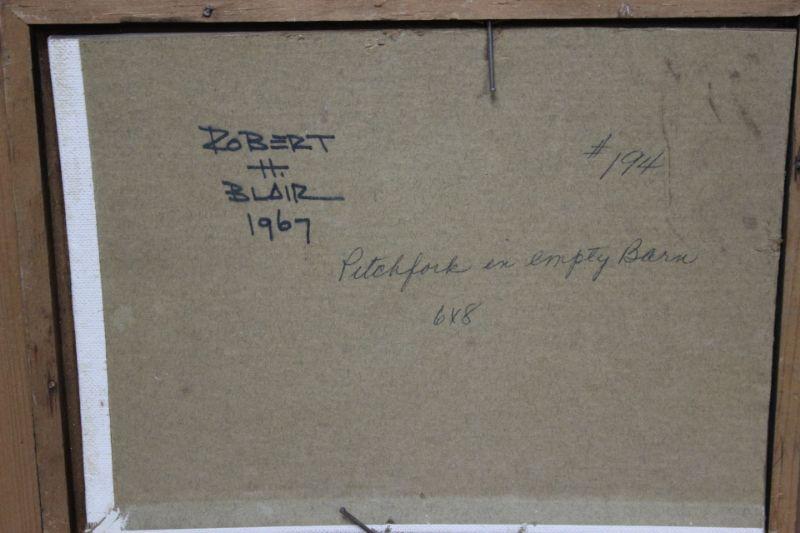 ROBERT
H.
BLAIR
1967
#194
Pitchfork in empty Barn
6x8